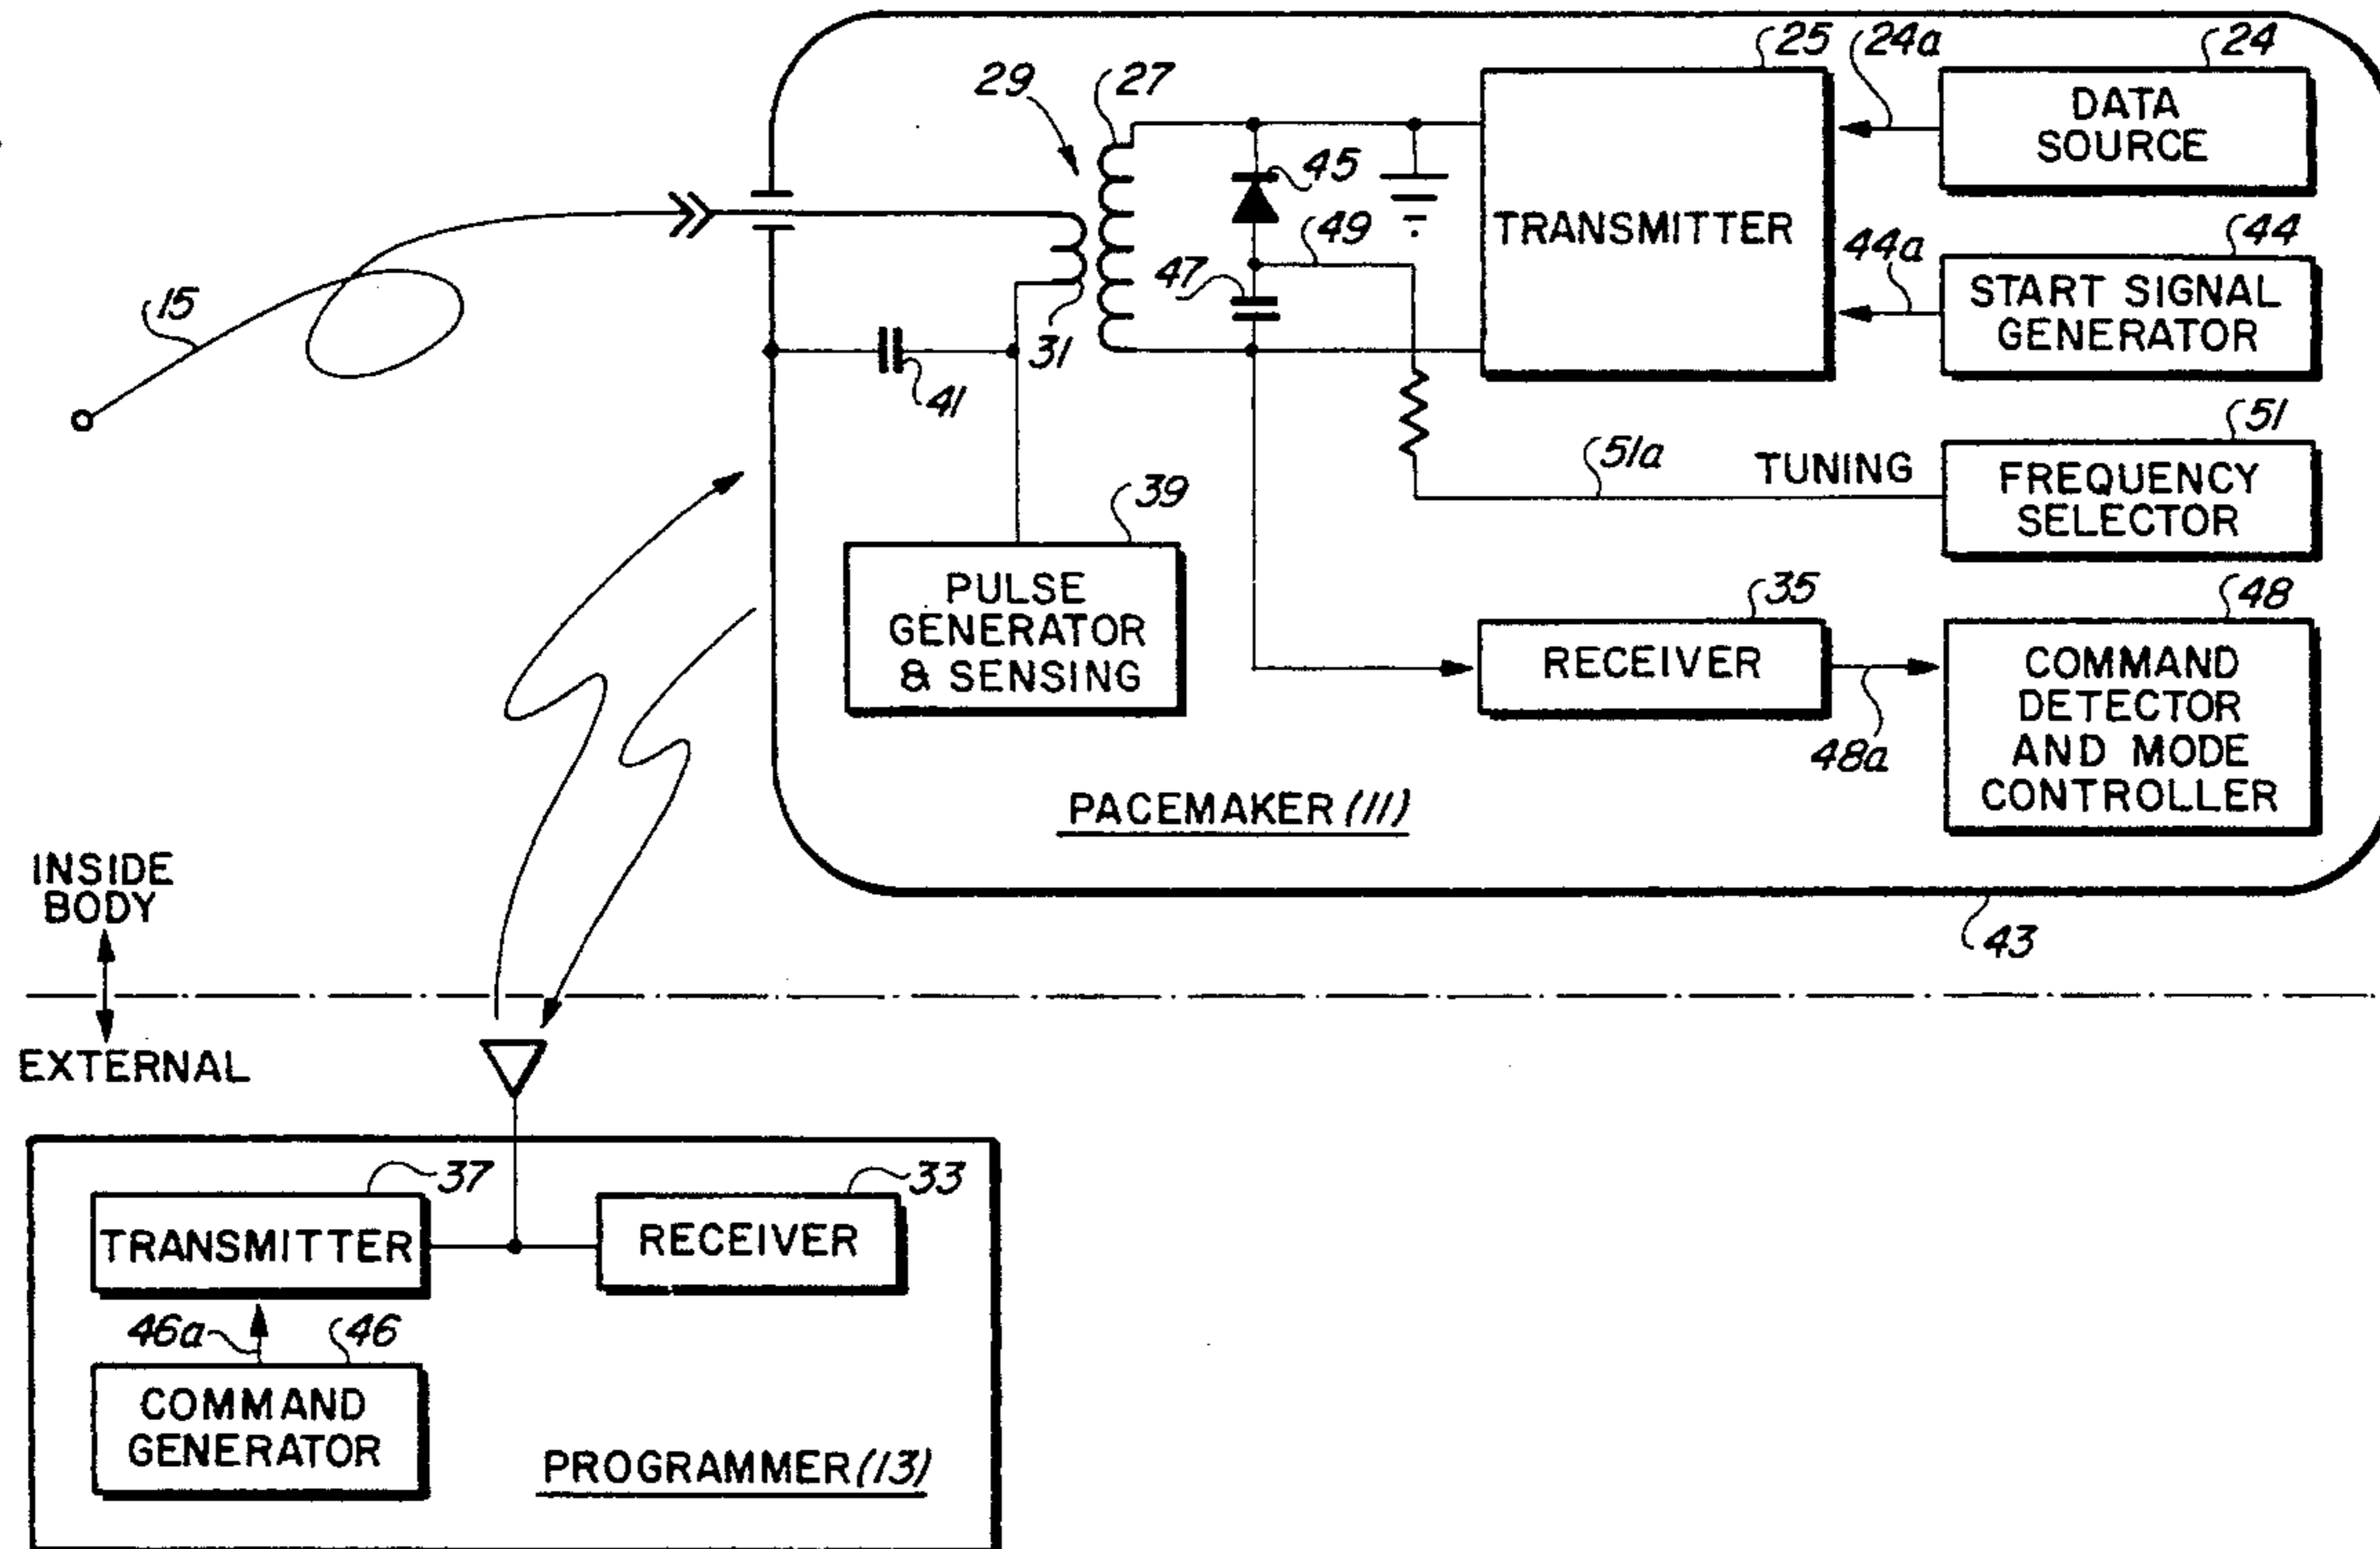 25
24a
24
DATA
SOURCE
29
27
45
TRANSMITTER
49
44a
44
START SIGNAL
GENERATOR
47
15
31
41
51a
TUNING
51
FREQUENCY
SELECTOR
39
PULSE
GENERATOR
& SENSING
35
RECEIVER
48a
48
COMMAND
DETECTOR
AND MODE
CONTROLLER
PACEMAKER (11)
43
INSIDE
BODY
EXTERNAL
37
TRANSMITTER
33
RECEIVER
46a
46
COMMAND
GENERATOR
PROGRAMMER (13)